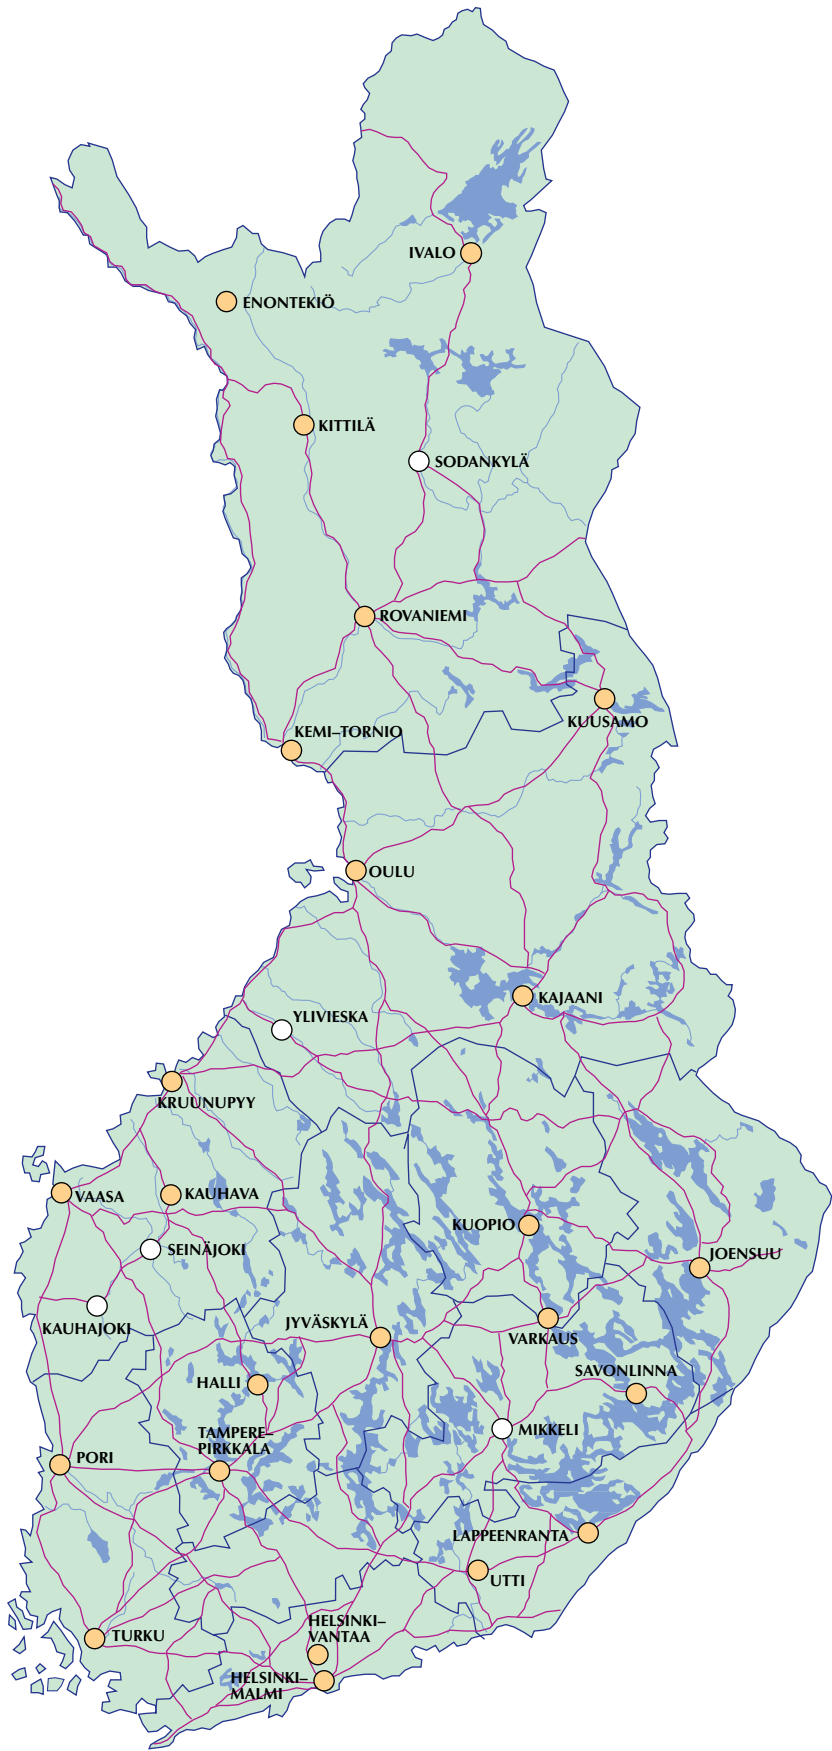 IVALO
ENONTEKIÖ
KITTILÄ
SODANKYLÄ
ROVANIEMI
KUUSAMO
KEMI–TORNIO
OULU
KAJAANI
YLIVIESKA
KRUUNUPYY
VAASA
KAUHAVA
KUOPIO
SEINÄJOKI
JOENSUU
KAUHAJOKI
JYVÄSKYLÄ
VARKAUS
SAVONLINNA
HALLI
TAMPERE–
PIRKKALA
MIKKELI
PORI
LAPPEENRANTA
UTTI
HELSINKI–
VANTAA
TURKU
HELSINKI–
MALMI